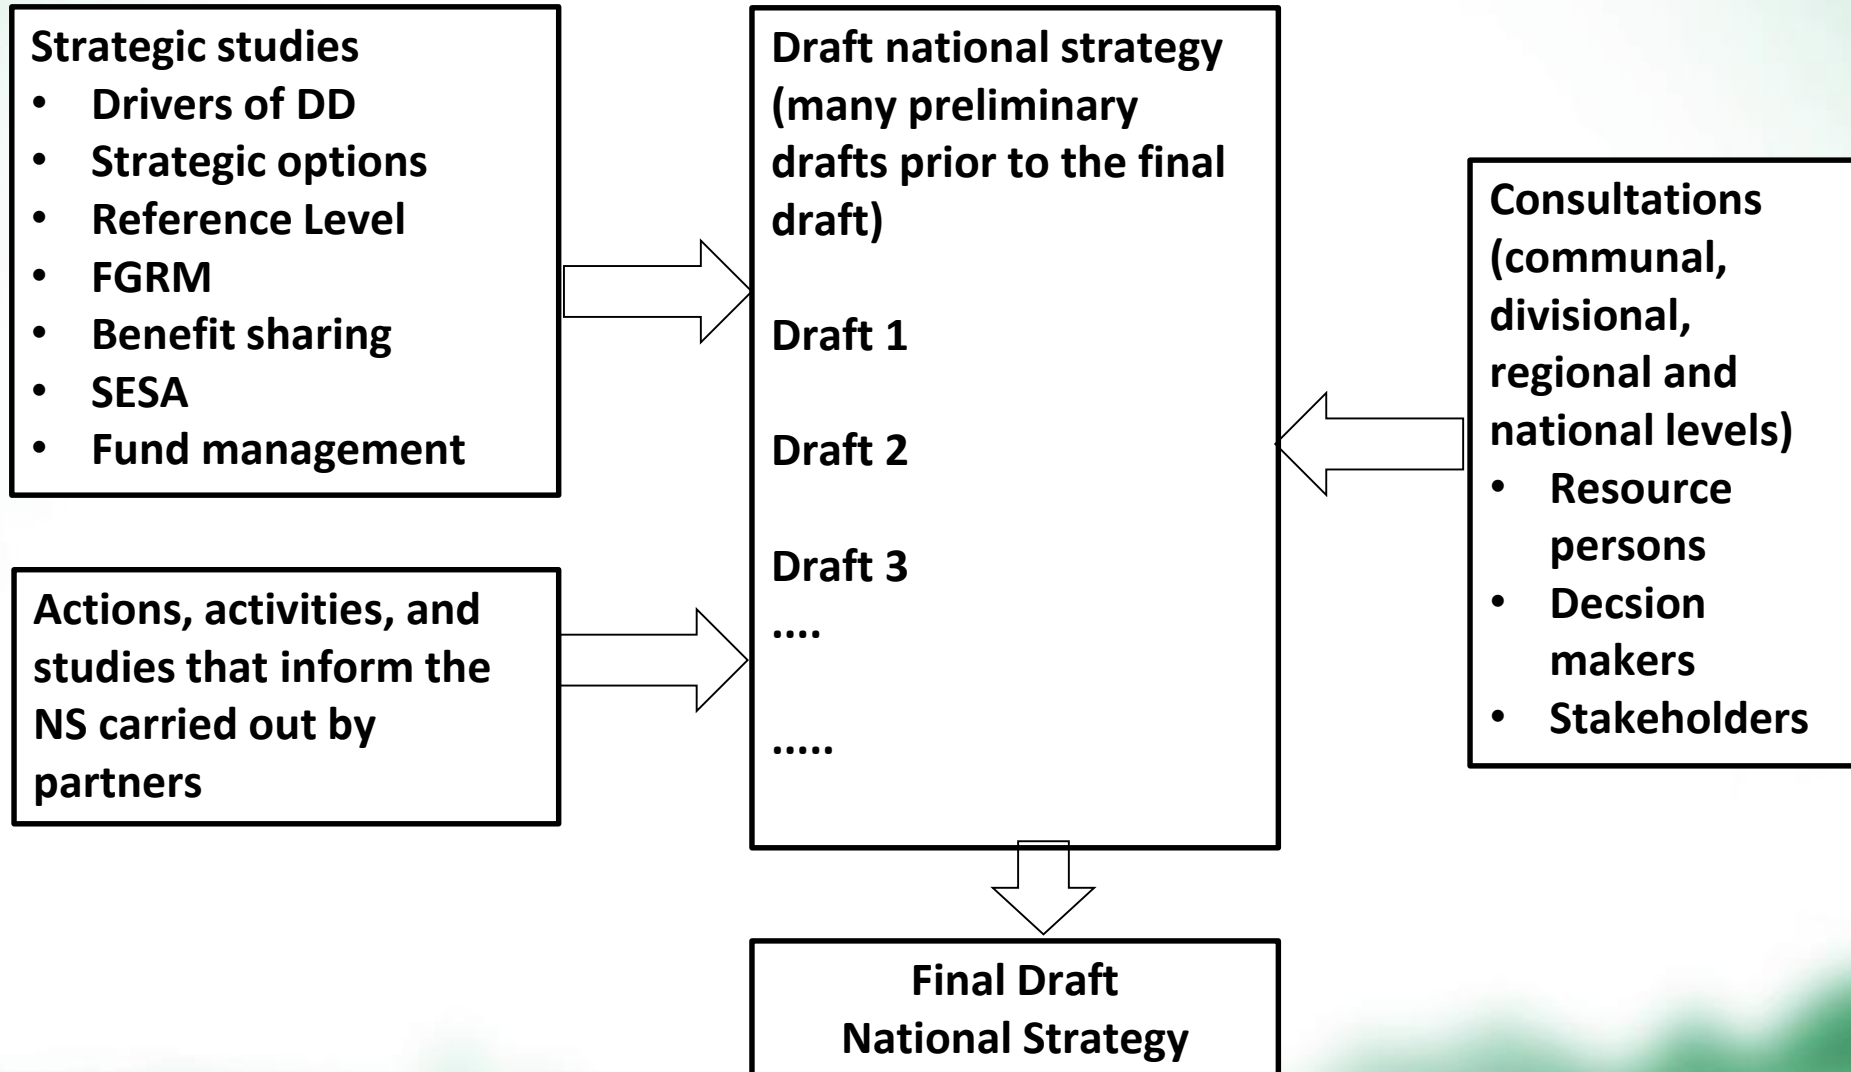 Strategic studies
• Drivers of DD
• Strategic options
• Reference Level
• FGRM
• Benefit sharing
• SESA
• Fund management
Actions, activities, and
studies that inform the
NS carried out by
partners
Draft national strategy
(many preliminary
drafts prior to the final
draft)
Draft 1
Draft 2
Draft 3
....
.....
Consultations
(communal,
divisional,
regional and
national levels)
• Resource
persons
• Decsion
makers
• Stakeholders
Final Draft
National Strategy